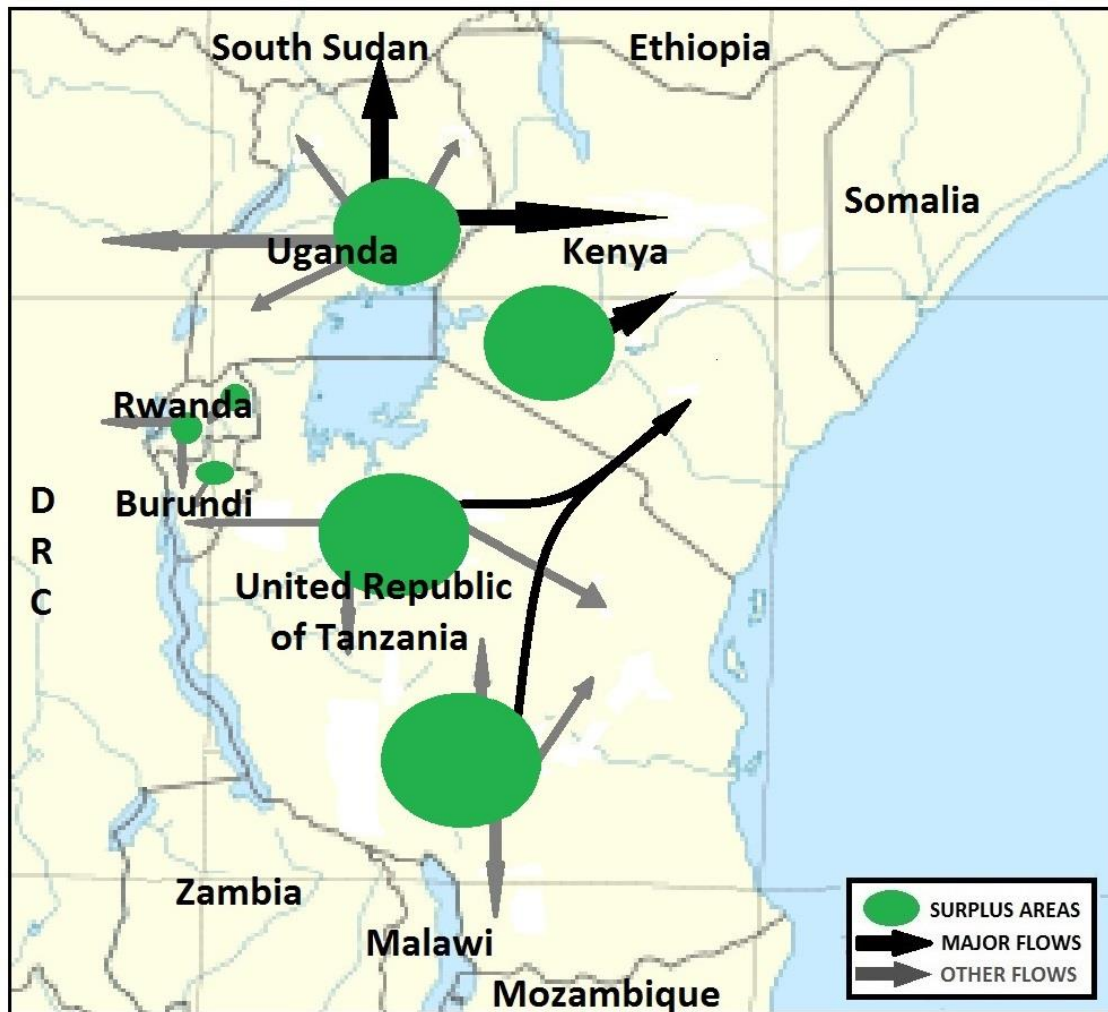 South Sudan
Ethiopia
Somalia
Uganda
Kenya
Rwanda
Burundi
D
R
C
United Republic
of Tanzania
Zambia
Malawi
Mozambique
SURPLUS AREAS
MAJOR FLOWS
OTHER FLOWS